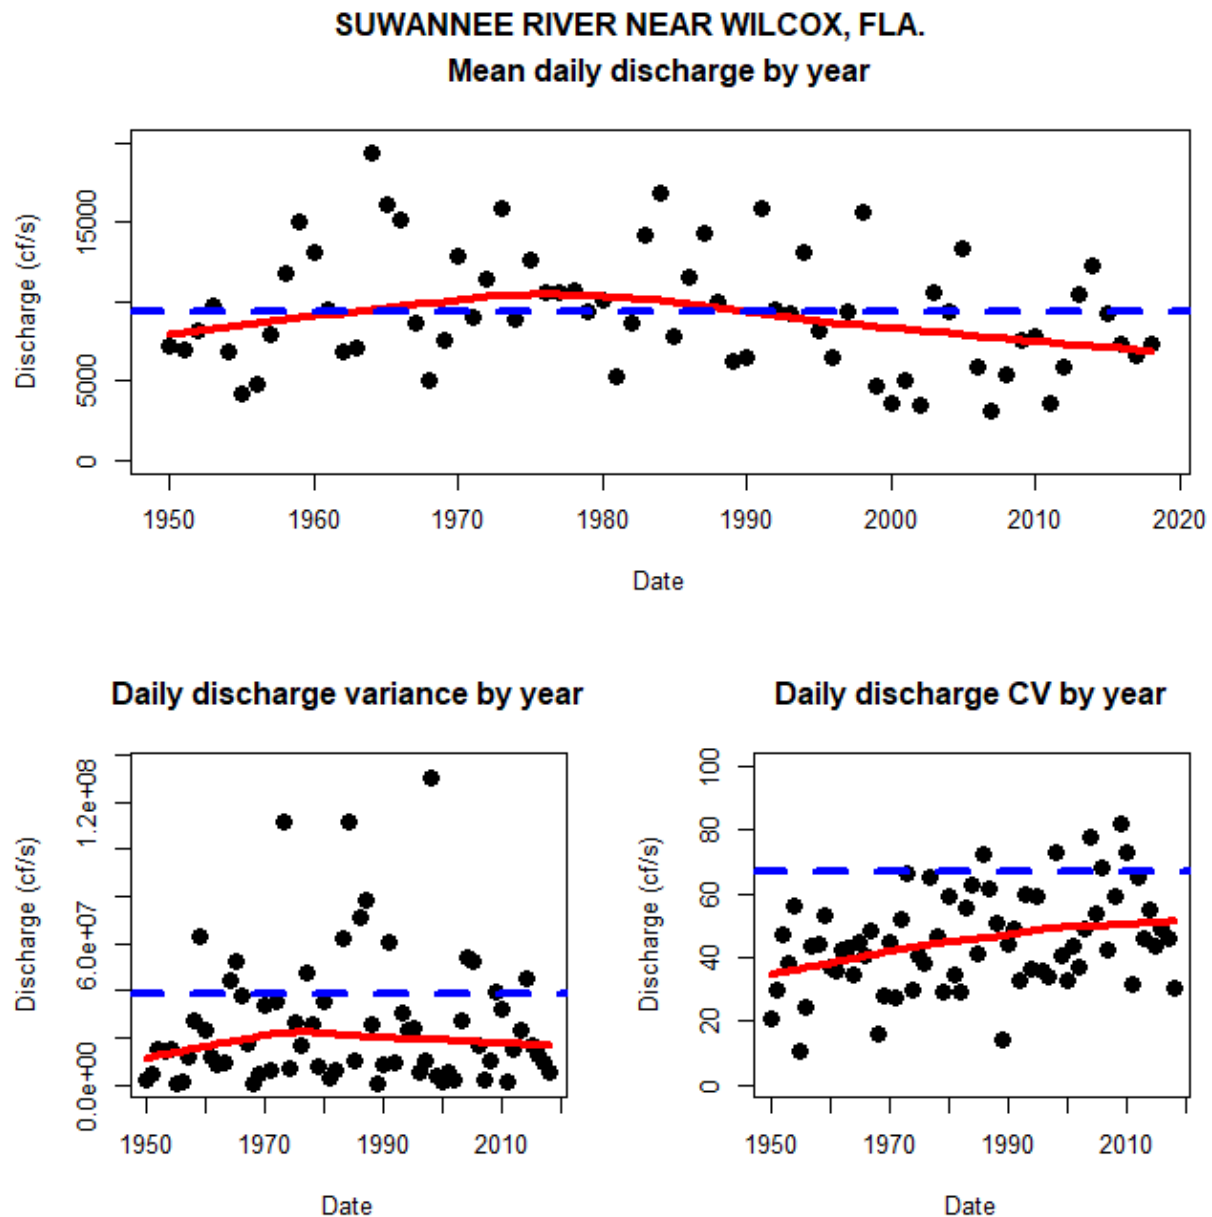 SUWANNEE RIVER NEAR WILCOX, FLA.
Mean daily discharge by year
Discharge (cf/s)
15000
5000
0
1950 1960 1970 1980 1990 2000 2010 2020
Date
Daily discharge variance by year
Discharge (cf/s)
1.2e+08
6.0e+07
0.0e+00
1950 1970 1990 2010
Date
Daily discharge CV by year
Discharge (cf/s)
100
80
60
40
20
0
1950 1970 1990 2010
Date